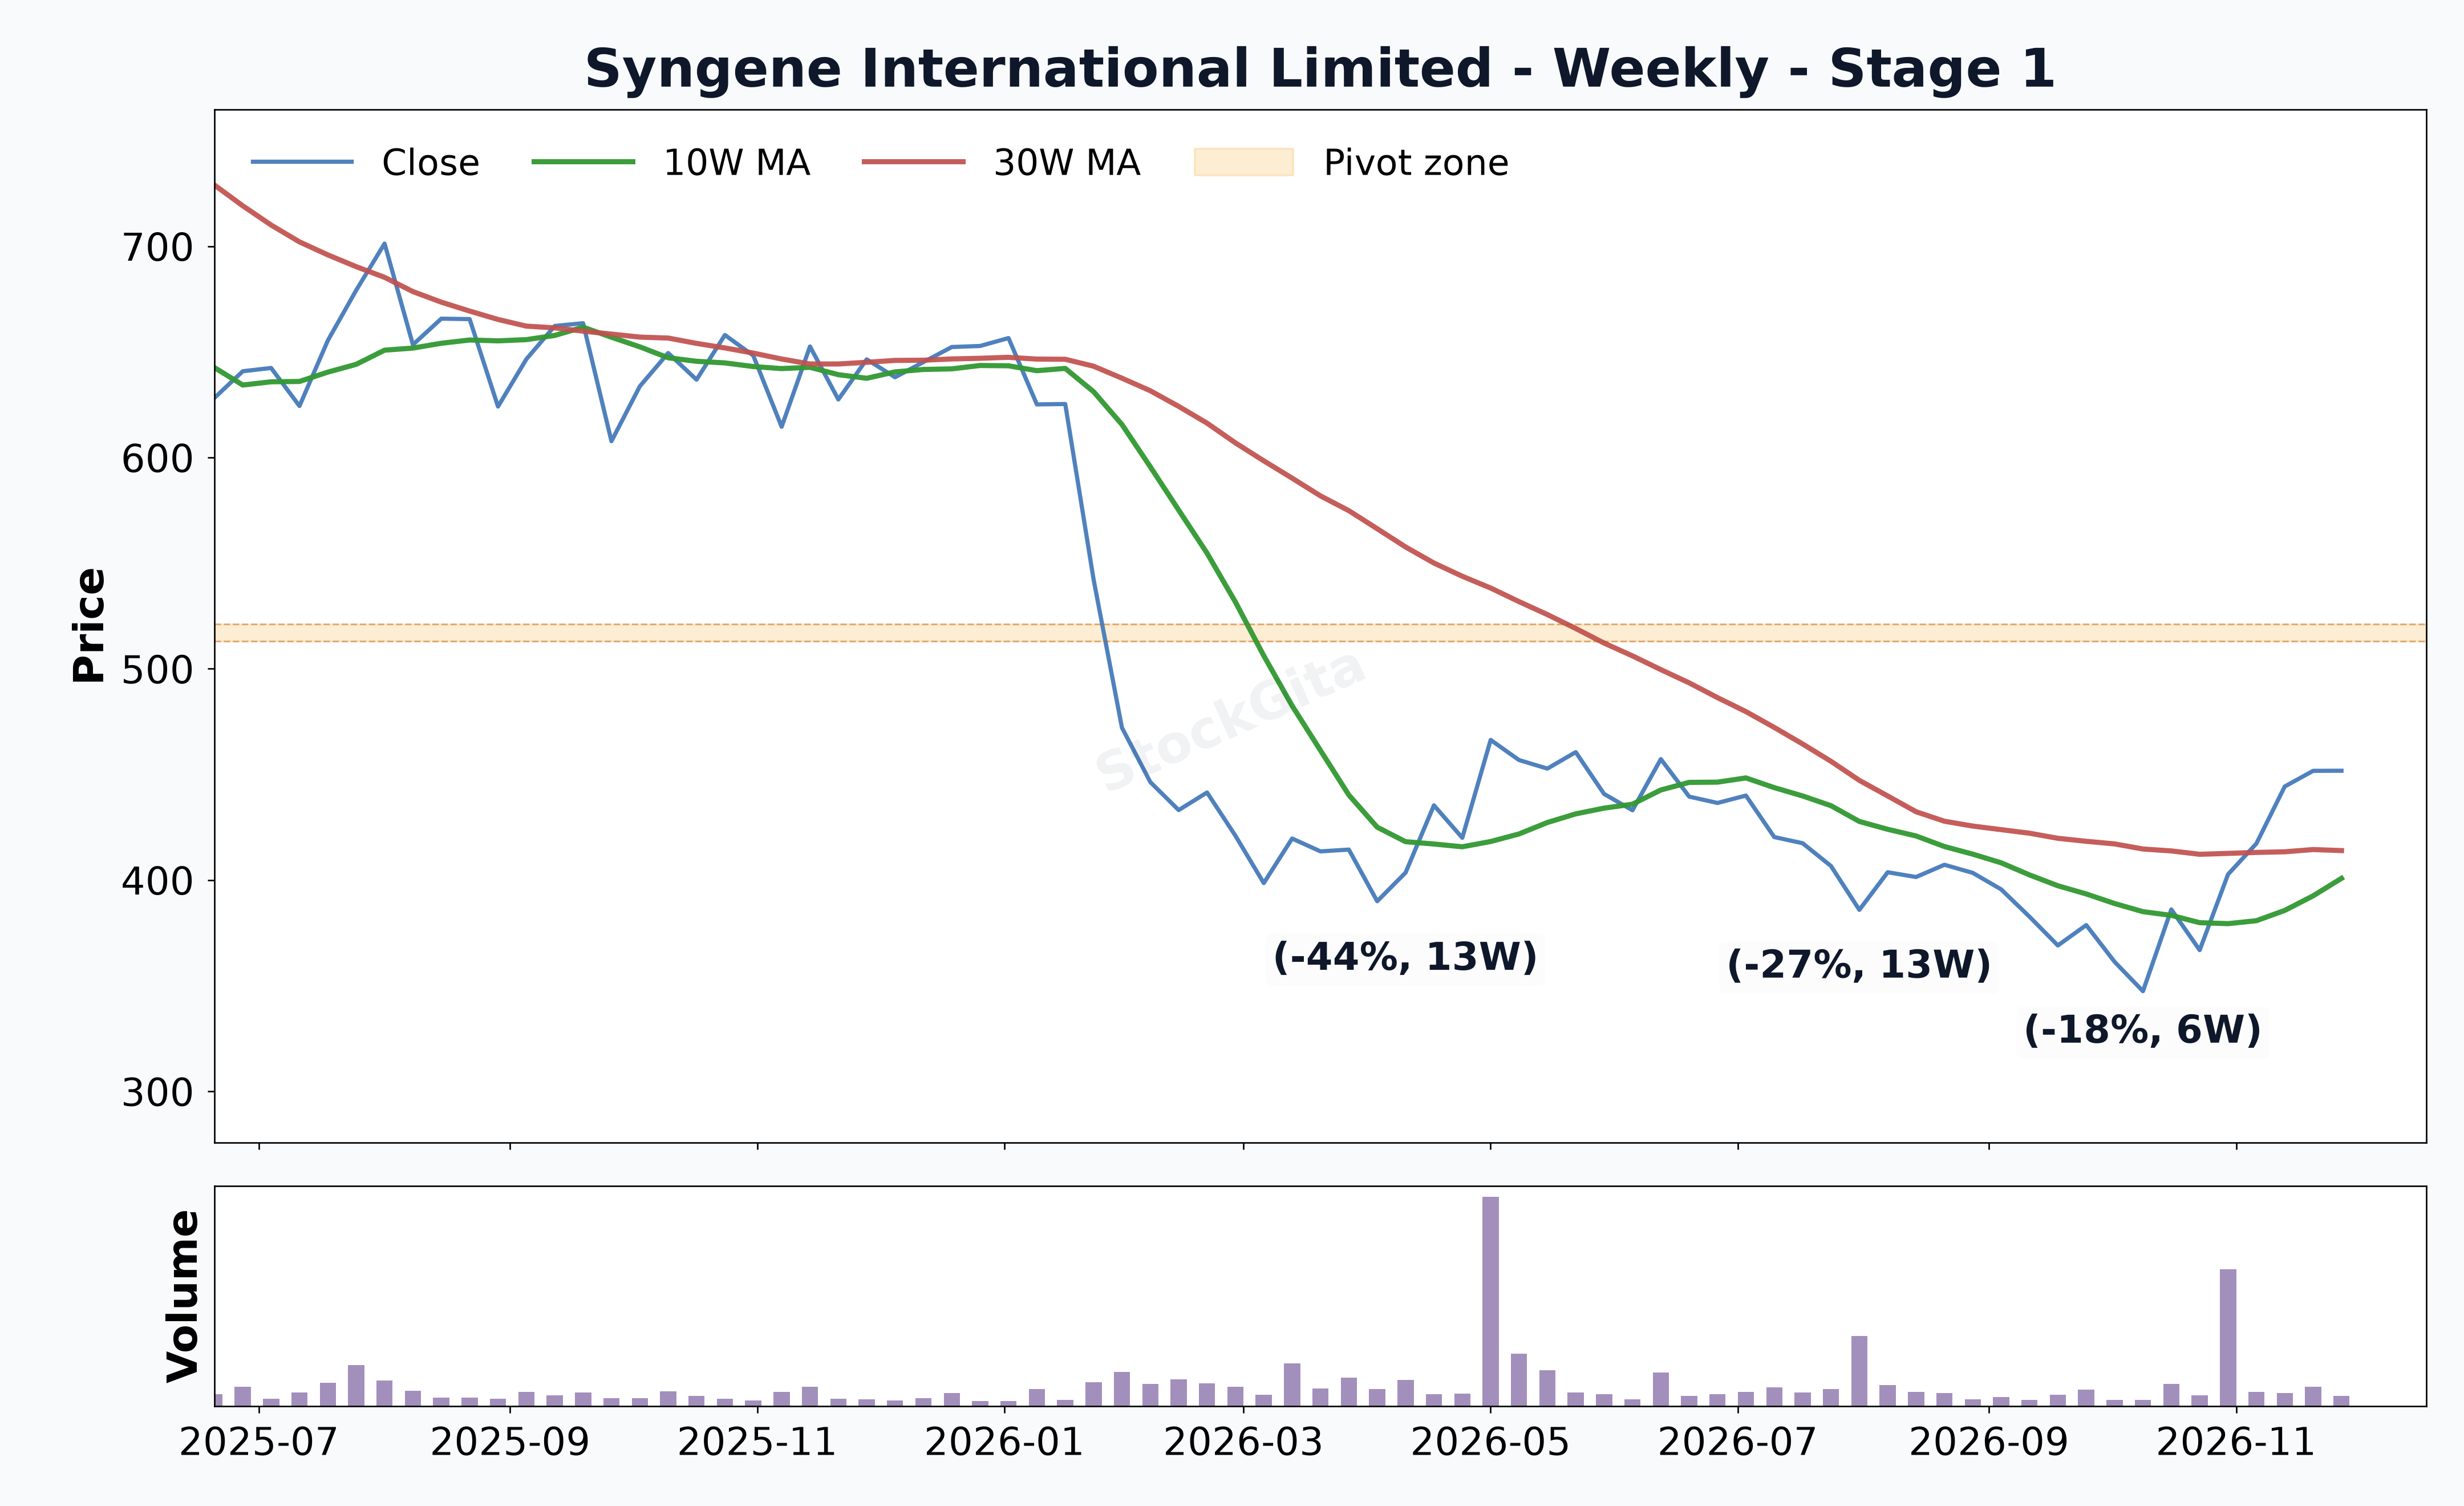 Syngene International Limited - Weekly - Stage 1
Close 10W MA 30W MA Pivot zone
Price
700
600
500
400
300
StockGita
(-44%, 13W)
(-27%, 13W)
(-18%, 6W)
Volume
2025-07 2025-09 2025-11 2026-01 2026-03 2026-05 2026-07 2026-09 2026-11